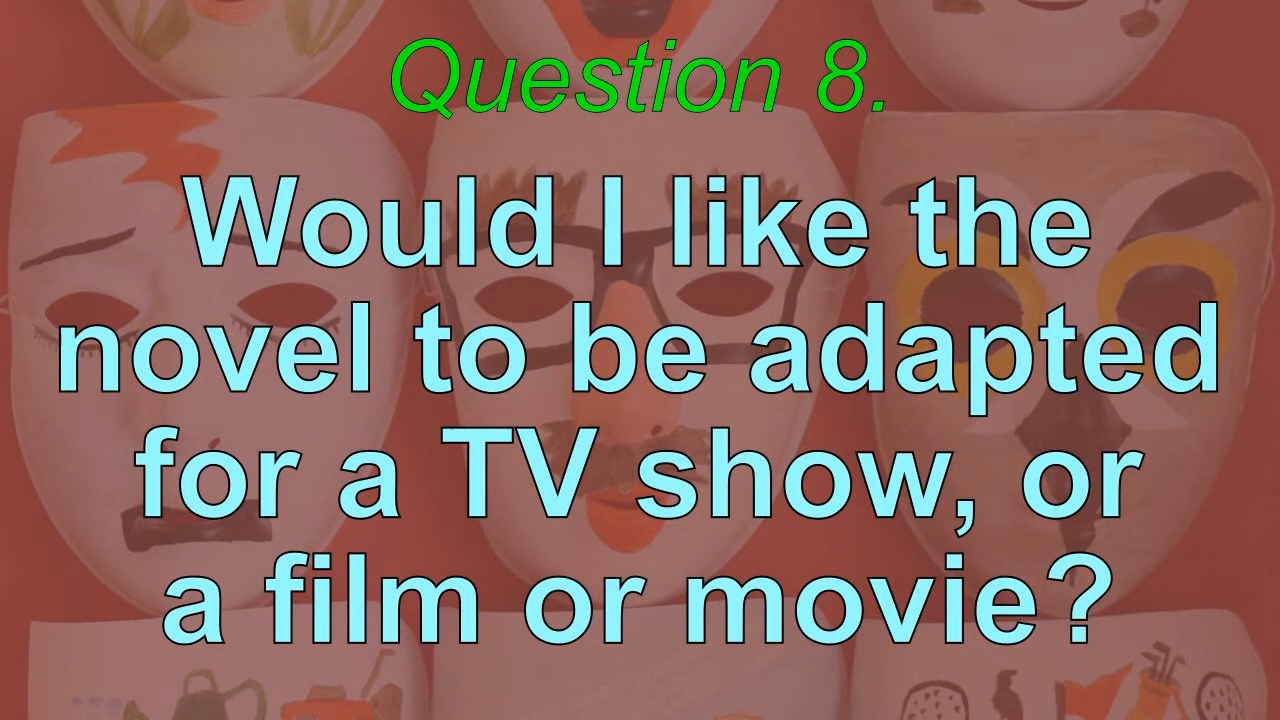 Question 8.
Would I like the
novel to be adapted
for a TV show, or
a film or movie?